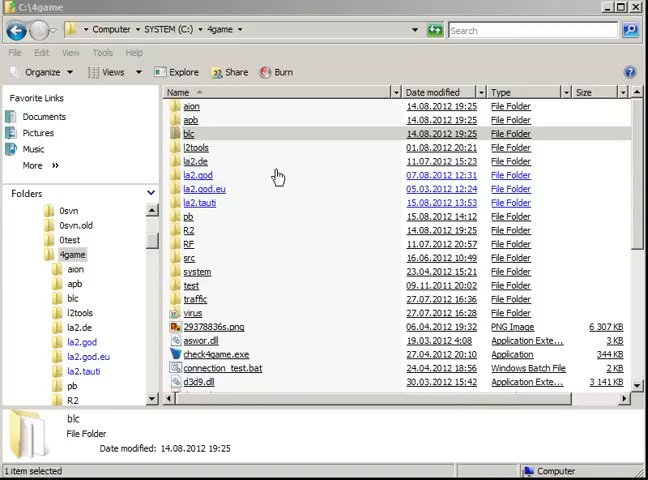 C:\4game
Computer SYSTEM (C:) 4game
Search
File Edit View Tools Help
Organize Views Explore Share Burn
Favorite Links
Documents
Pictures
Music
More
Folders
0svn
0svn.old
0test
4game
aion
apb
blc
l2tools
la2.de
la2.god
la2.god.eu
la2.tauti
pb
R2
Name Date modified Type Size
aion 14.08.2012 19:25 File Folder
apb 14.08.2012 19:25 File Folder
blc 14.08.2012 19:25 File Folder
l2tools 01.08.2012 20:21 File Folder
la2.de 11.07.2012 15:23 File Folder
la2.god 07.08.2012 12:31 File Folder
la2.god.eu 05.03.2012 12:24 File Folder
la2.tauti 15.08.2012 13:53 File Folder
pb 15.08.2012 14:12 File Folder
R2 14.08.2012 19:25 File Folder
RF 11.07.2012 20:57 File Folder
src 16.06.2012 10:49 File Folder
system 23.04.2012 15:21 File Folder
test 09.11.2011 20:02 File Folder
traffic 27.07.2012 16:36 File Folder
virus 27.07.2012 16:28 File Folder
29378836s.png 06.04.2012 19:32 PNG Image 6 307 KB
aswor.dll 19.03.2012 4:08 Application Exte... 3 341 KB
check4game.exe 27.04.2012 20:10 Application 344 KB
connection_test.bat 24.04.2012 18:56 Windows Batch File 2 KB
d3d9.dll 30.03.2012 15:42 Application Exte... 3 141 KB
blc
File Folder
Date modified: 14.08.2012 19:25
1 item selected Computer